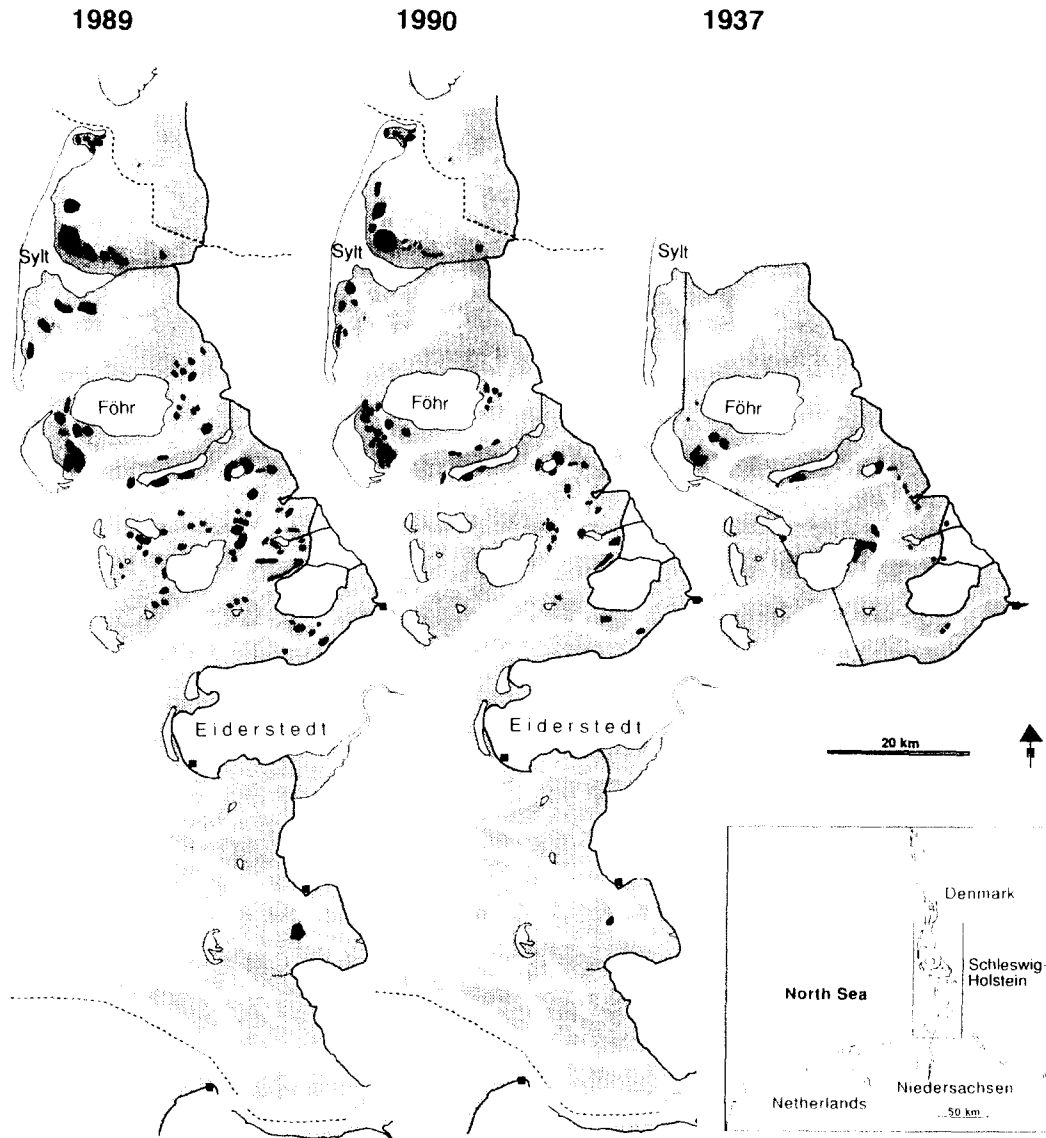 1989
1990
1937
Sylt
Sylt
Sylt
Föhr
Föhr
Föhr
Eiderstedt
Eiderstedt
20 km
N
Denmark
Schleswig-
Holstein
North Sea
Niedersachsen
Netherlands
50 km